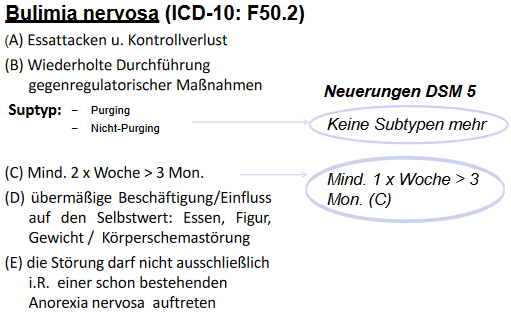 Bulimia nervosa (ICD-10: F50.2)
(A) Essattacken u. Kontrollverlust
(B) Wiederholte Durchführung
gegenregulatorischer Maßnahmen
Suptyp: – Purging
– Nicht-Purging
Neuerungen DSM 5
Keine Subtypen mehr
(C) Mind. 2 x Woche > 3 Mon.
Mind. 1 x Woche > 3
Mon. (C)
(D) übermäßige Beschäftigung/Einfluss
auf den Selbstwert: Essen, Figur,
Gewicht / Körperschemastörung
(E) die Störung darf nicht ausschließlich
i.R. einer schon bestehenden
Anorexia nervosa auftreten